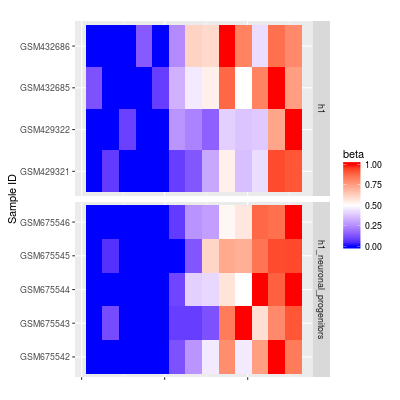 GSM432686
GSM432685
GSM429322
GSM429321
h1
GSM675546
GSM675545
GSM675544
GSM675543
GSM675542
h1_neuronal_progenitors
Sample ID
beta
1.00
0.75
0.50
0.25
0.00